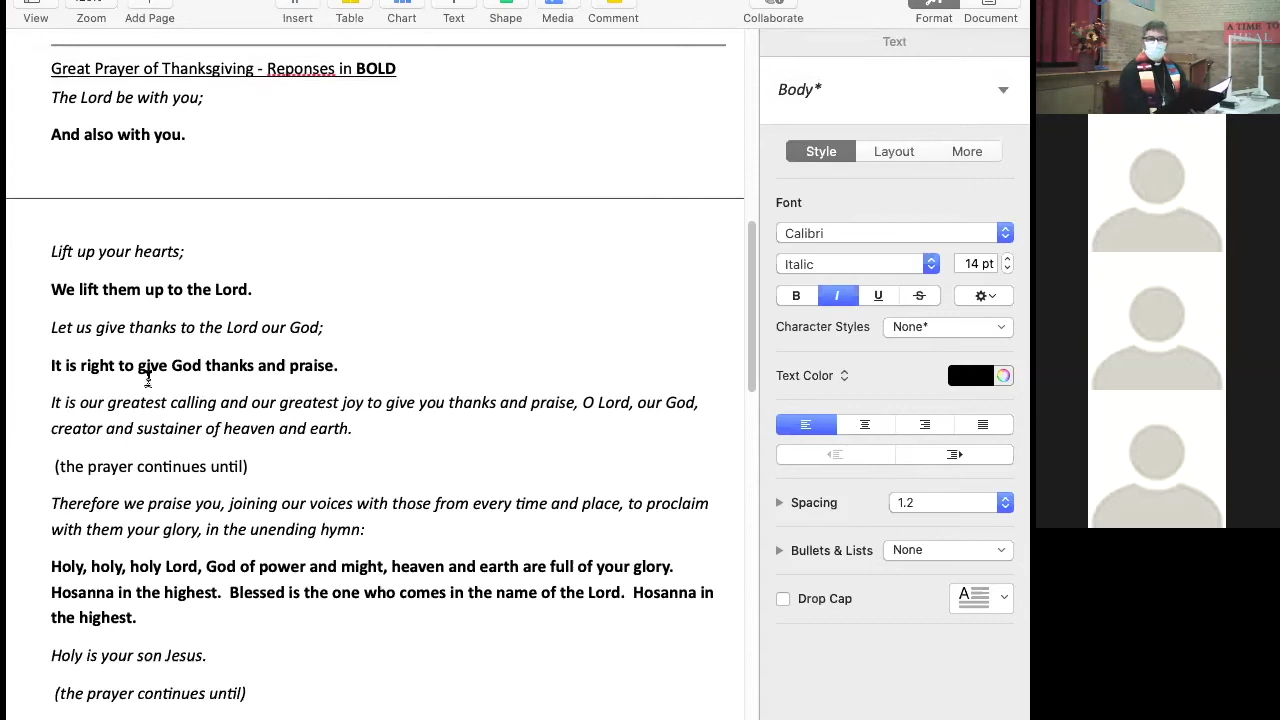 View
Zoom
Add Page
Insert
Table
Chart
Text
Shape
Media
Comment
Collaborate
Format
Document
Great Prayer of Thanksgiving - Reponses in BOLD
The Lord be with you;
And also with you.
Lift up your hearts;
We lift them up to the Lord.
Let us give thanks to the Lord our God;
It is right to give God thanks and praise.
It is our greatest calling and our greatest joy to give you thanks and praise, O Lord, our God,
creator and sustainer of heaven and earth.
(the prayer continues until)
Therefore we praise you, joining our voices with those from every time and place, to proclaim
with them your glory, in the unending hymn:
Holy, holy, holy Lord, God of power and might, heaven and earth are full of your glory.
Hosanna in the highest.  Blessed is the one who comes in the name of the Lord.  Hosanna in
the highest.
Holy is your son Jesus.
(the prayer continues until)
Text
Body*
Style
Layout
More
Font
Calibri
Italic
14 pt
B
I
U
S
Character Styles
None*
Text Color
Spacing
1.2
Bullets & Lists
None
Drop Cap
A
A TIME TO
HEAL